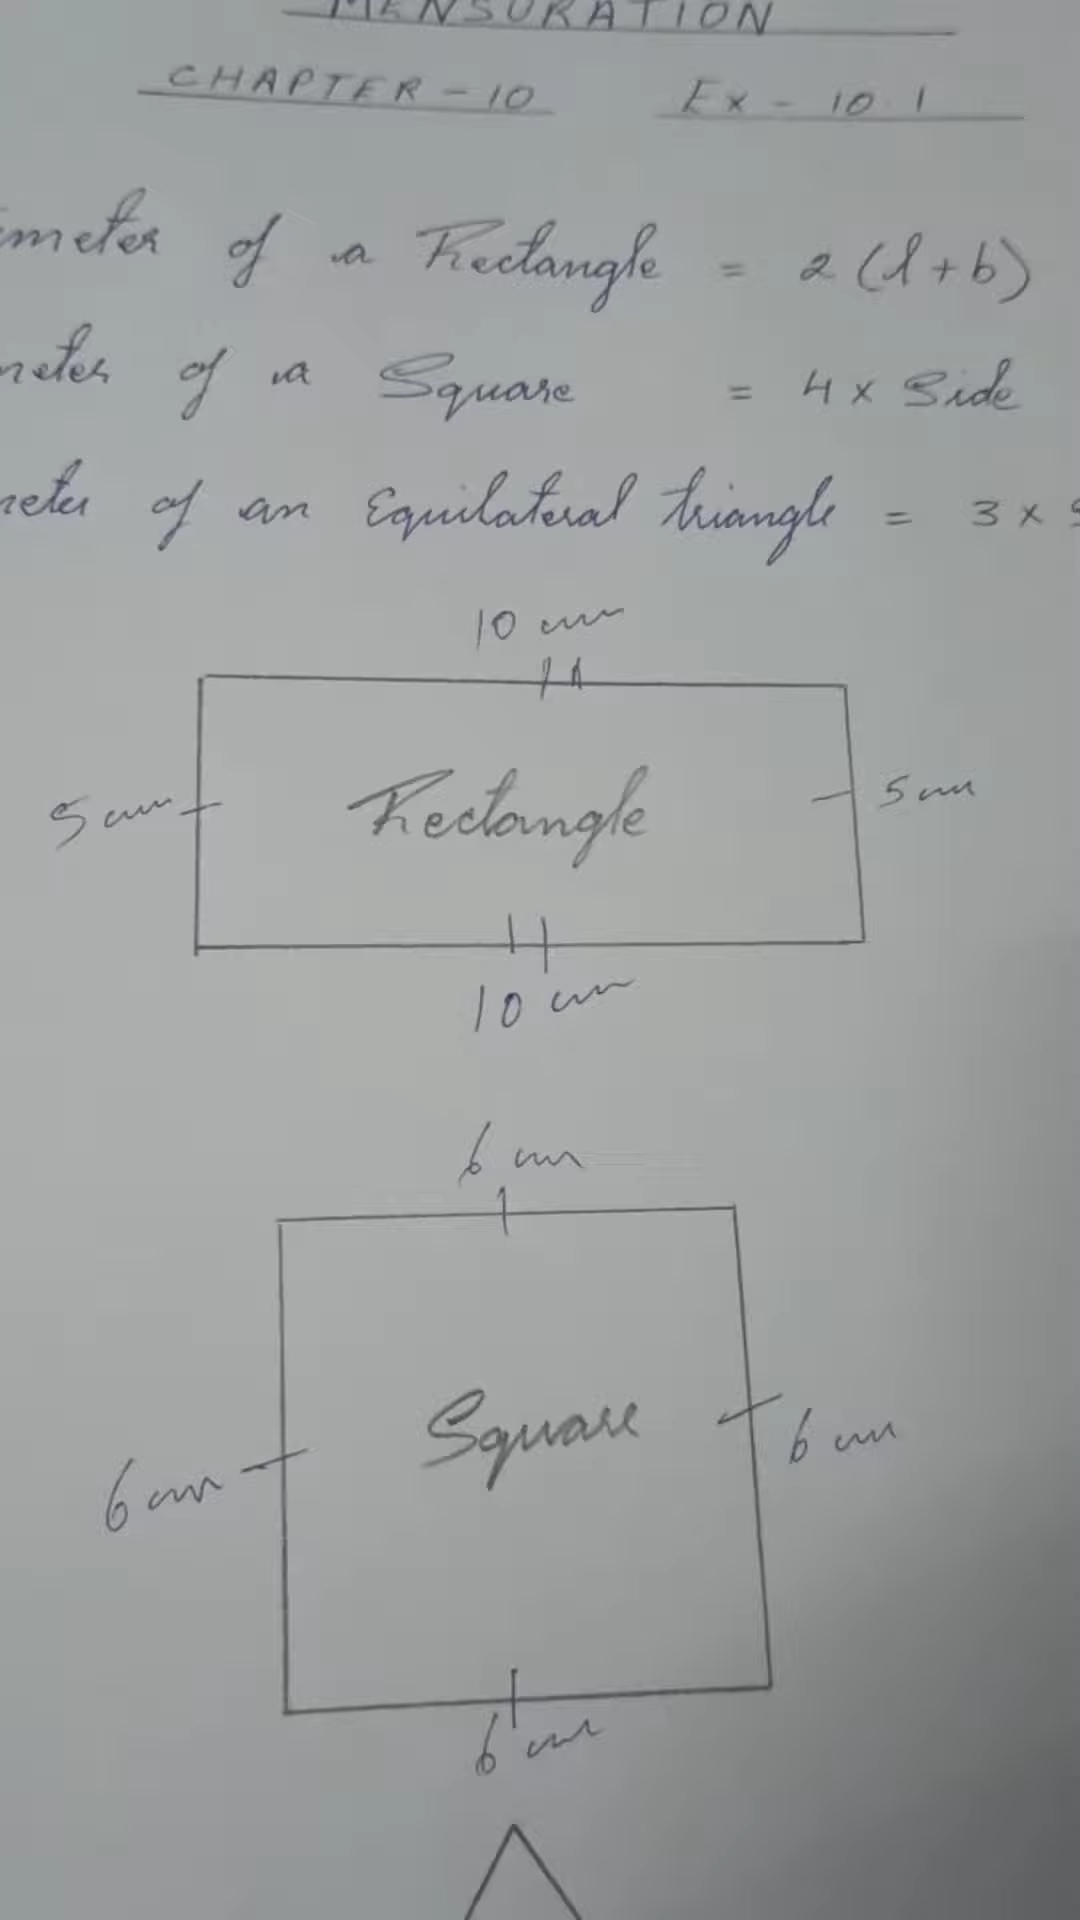 MENSURATION
CHAPTER - 10 Ex - 10.1
imeter of a Rectangle = 2 (l + b)
meter of a Square = 4 x Side
meter of an Equilateral triangle = 3 x S
10 cm
5 cm Rectangle 5 cm
10 cm
6 cm
6 cm Square 6 cm
6 cm